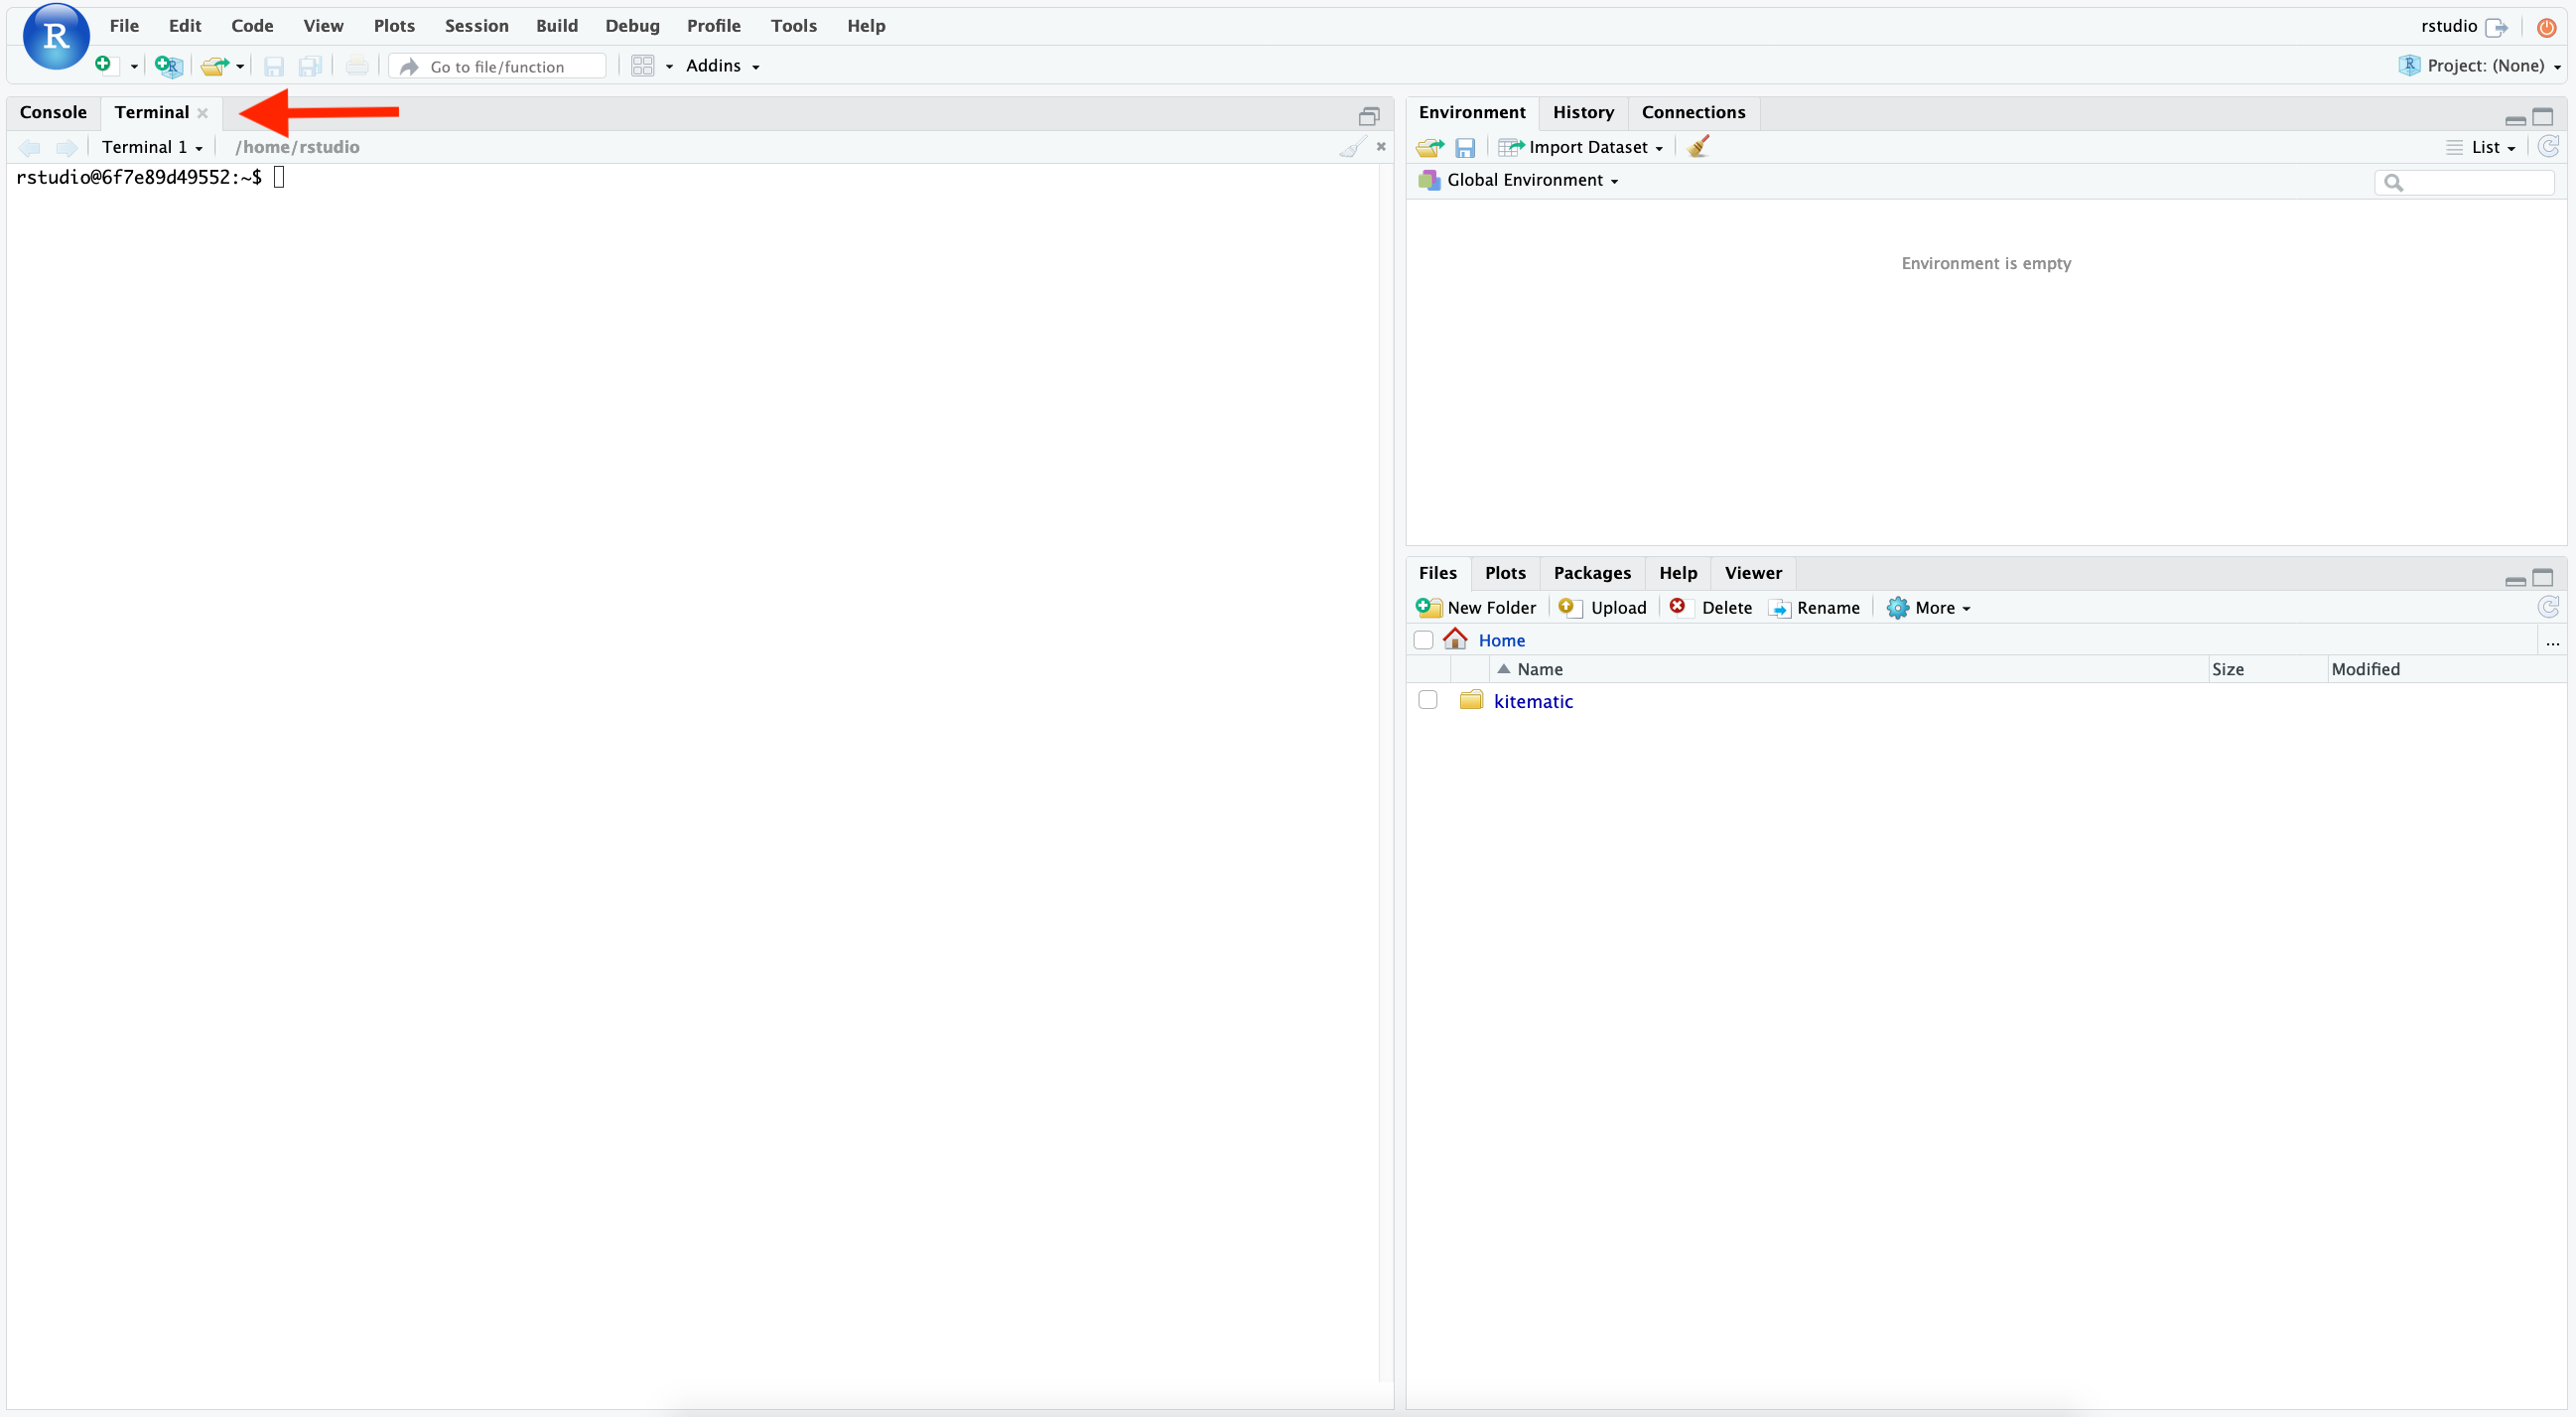 R File Edit Code View Plots Session Build Debug Profile Tools Help rstudio
R Go to file/function Addins R Project: (None)
Console Terminal
Terminal 1 /home/rstudio
rstudio@6f7e89d49552:~$
Environment History Connections
Import Dataset List
Global Environment
Environment is empty
Files Plots Packages Help Viewer
New Folder Upload Delete Rename More
Home ...
Name Size Modified
kitematic